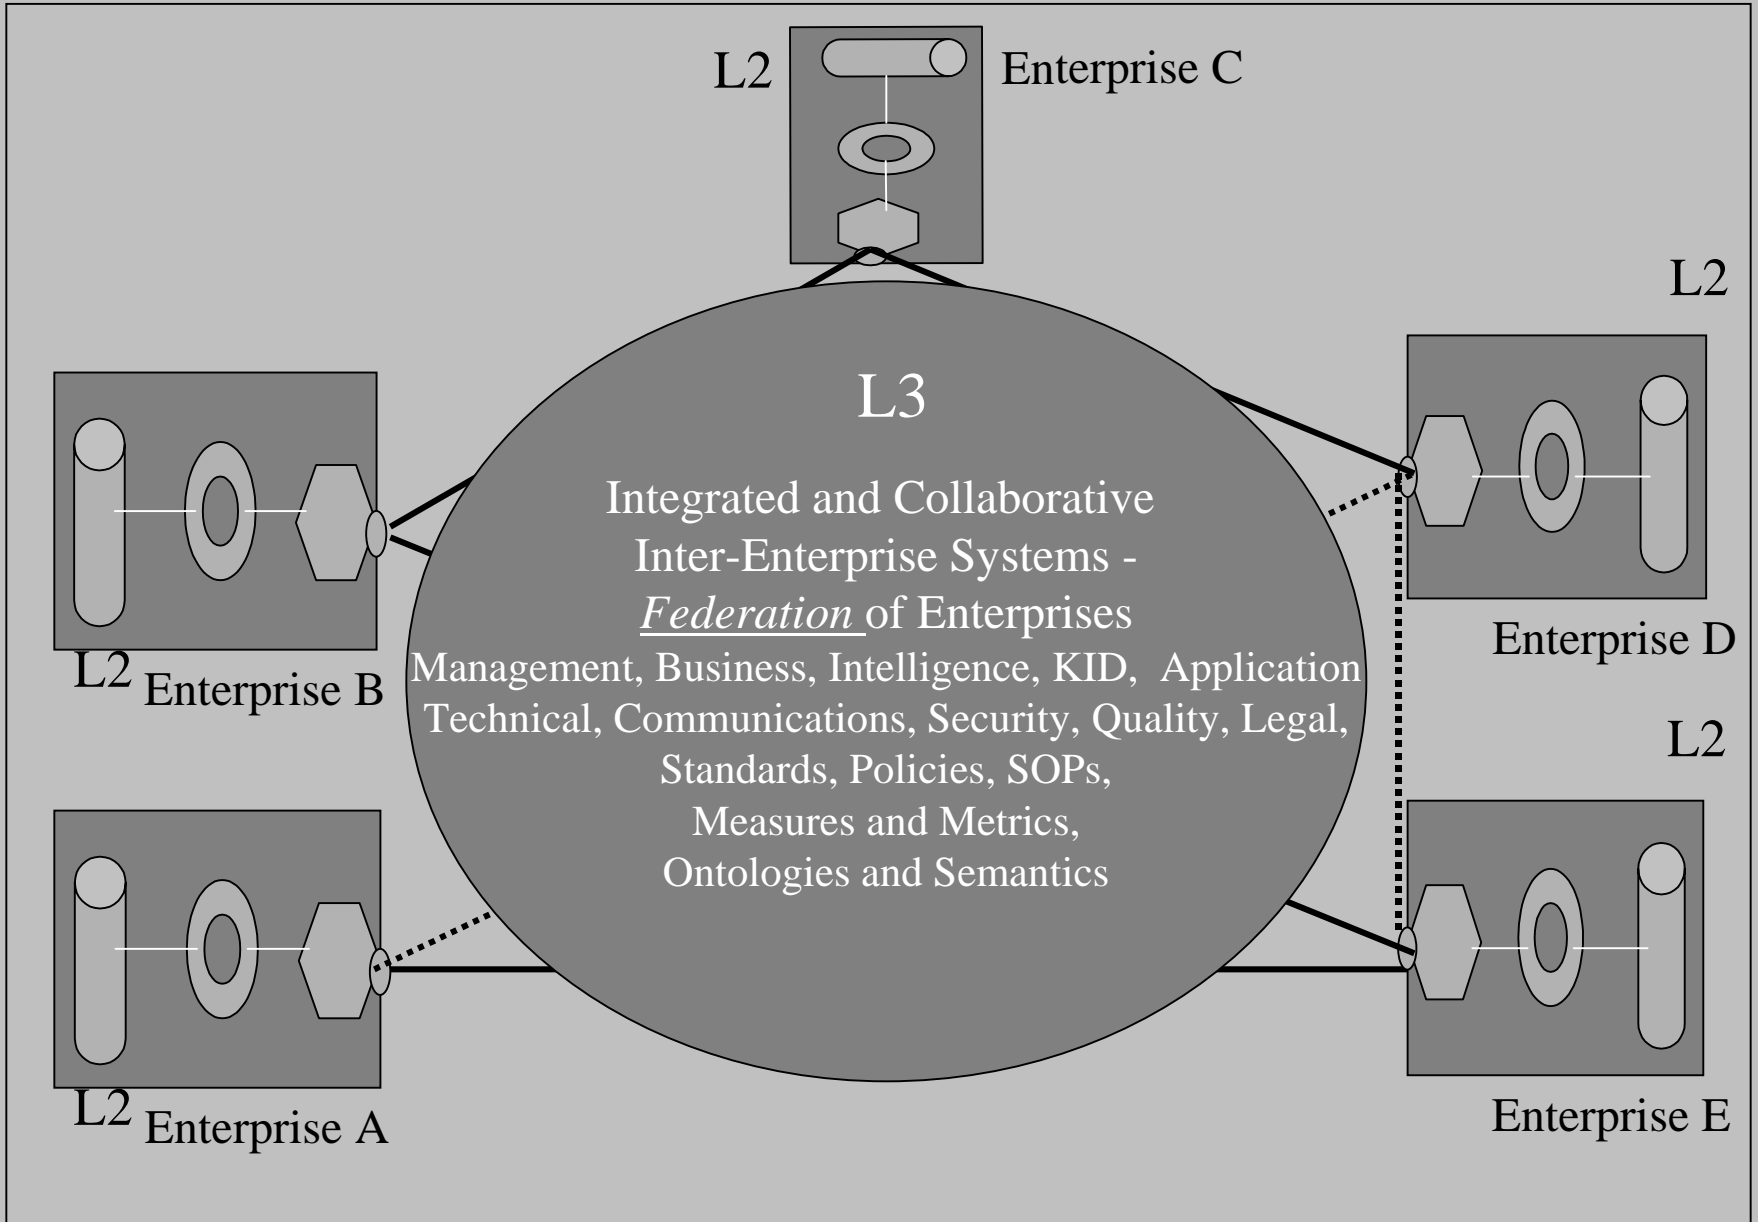 L2
Enterprise C
L2
L3
Integrated and Collaborative
Inter-Enterprise Systems -
Federation of Enterprises
Management, Business, Intelligence, KID, Application
Technical, Communications, Security, Quality, Legal,
Standards, Policies, SOPs,
Measures and Metrics,
Ontologies and Semantics
Enterprise D
L2 Enterprise B
L2
L2 Enterprise A
Enterprise E